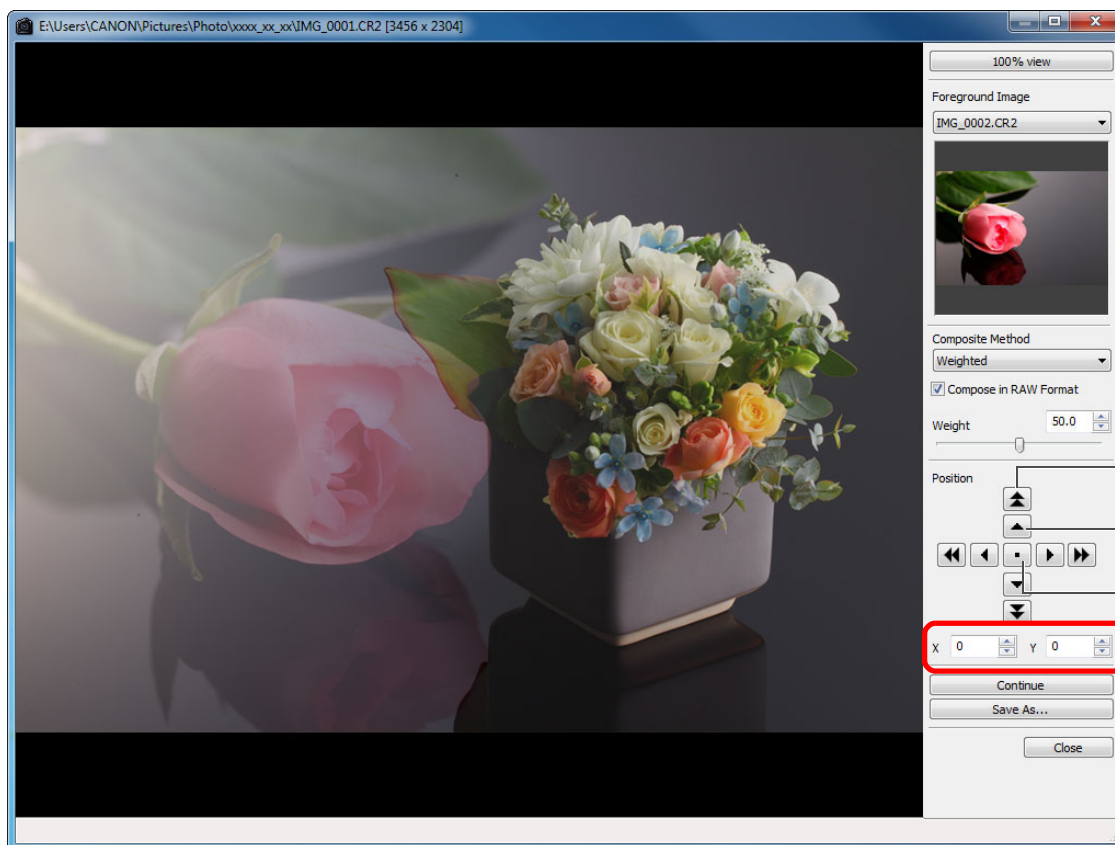 E:\Users\CANON\Pictures\Photo\xxxx_xx_xx\IMG_0001.CR2 [3456 x 2304]
100% view
Foreground Image
IMG_0002.CR2
Composite Method
Weighted
Compose in RAW Format
Weight 50.0
Position
X 0 Y 0
Continue
Save As...
Close